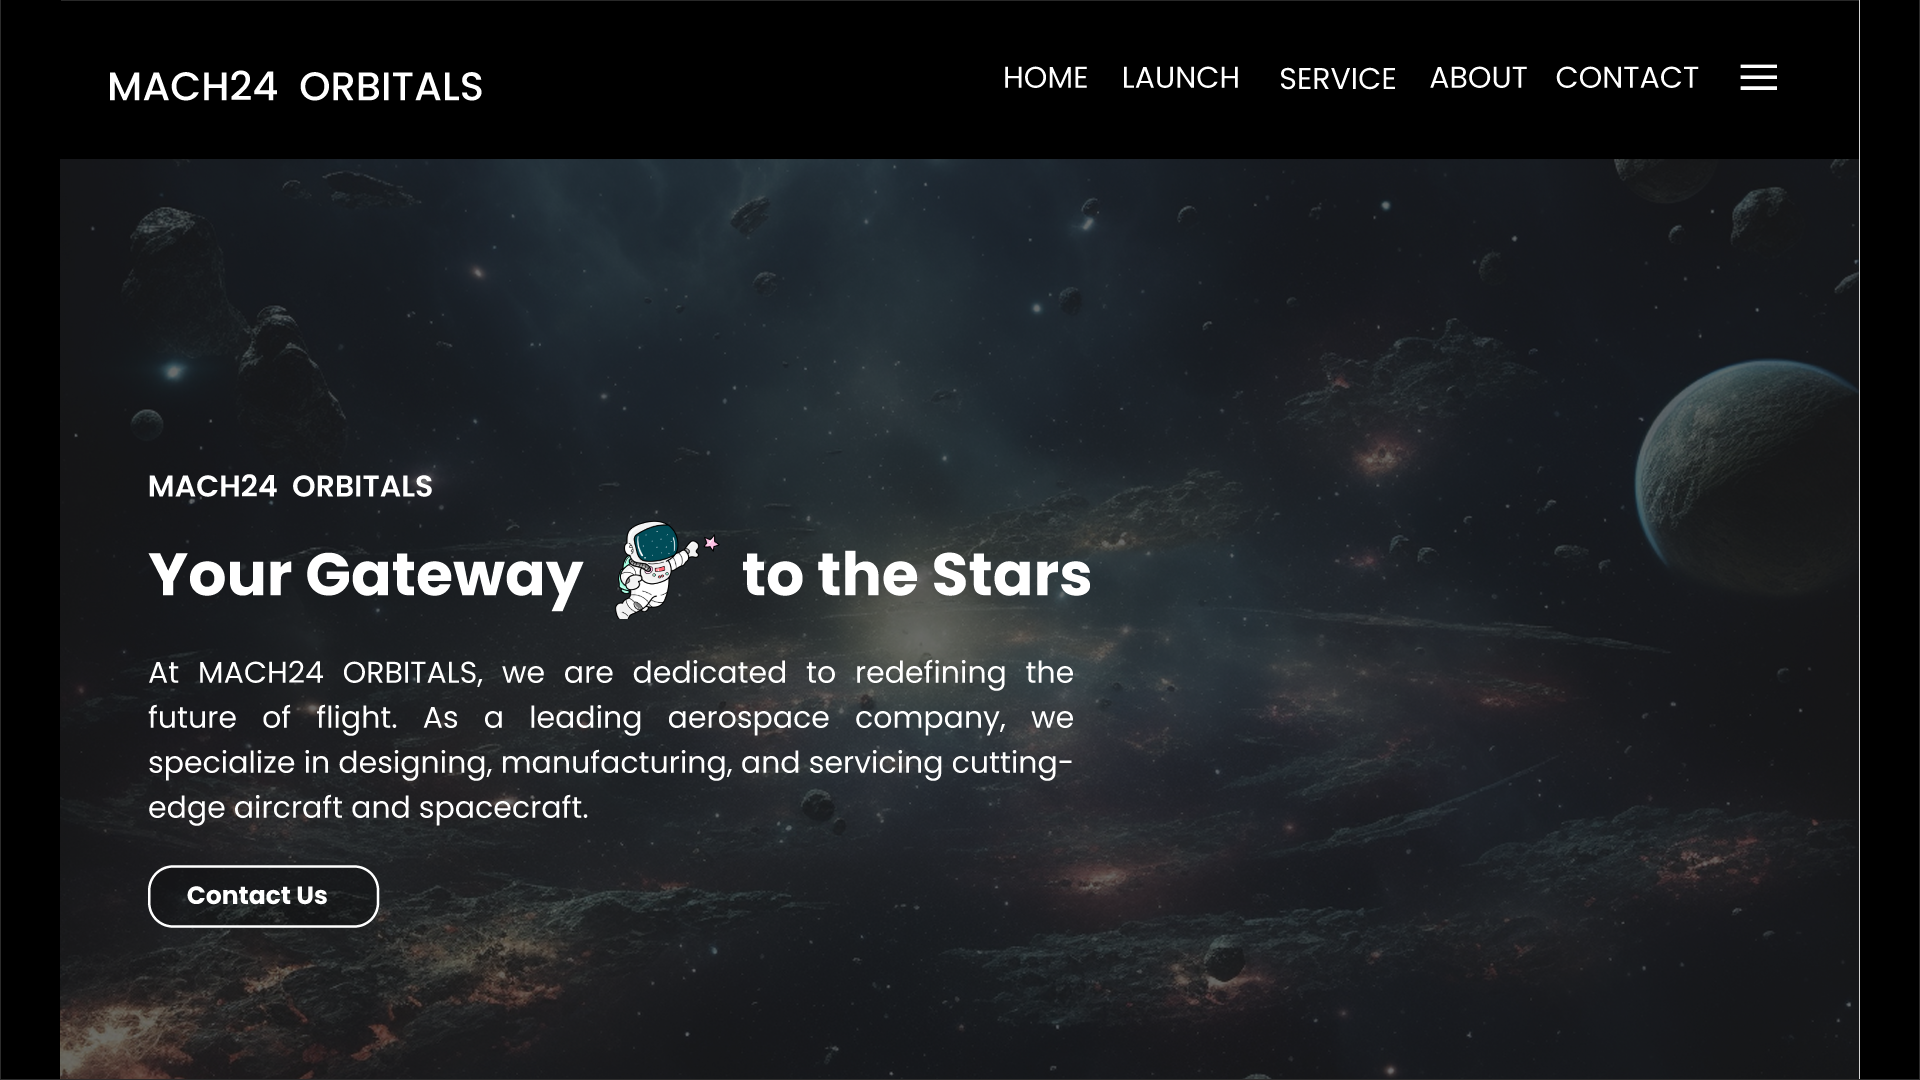 MACH24 ORBITALS
HOME LAUNCH SERVICE ABOUT CONTACT
MACH24 ORBITALS
Your Gateway to the Stars
At MACH24 ORBITALS, we are dedicated to redefining the
future of flight. As a leading aerospace company, we
specialize in designing, manufacturing, and servicing cutting-
edge aircraft and spacecraft.
Contact Us